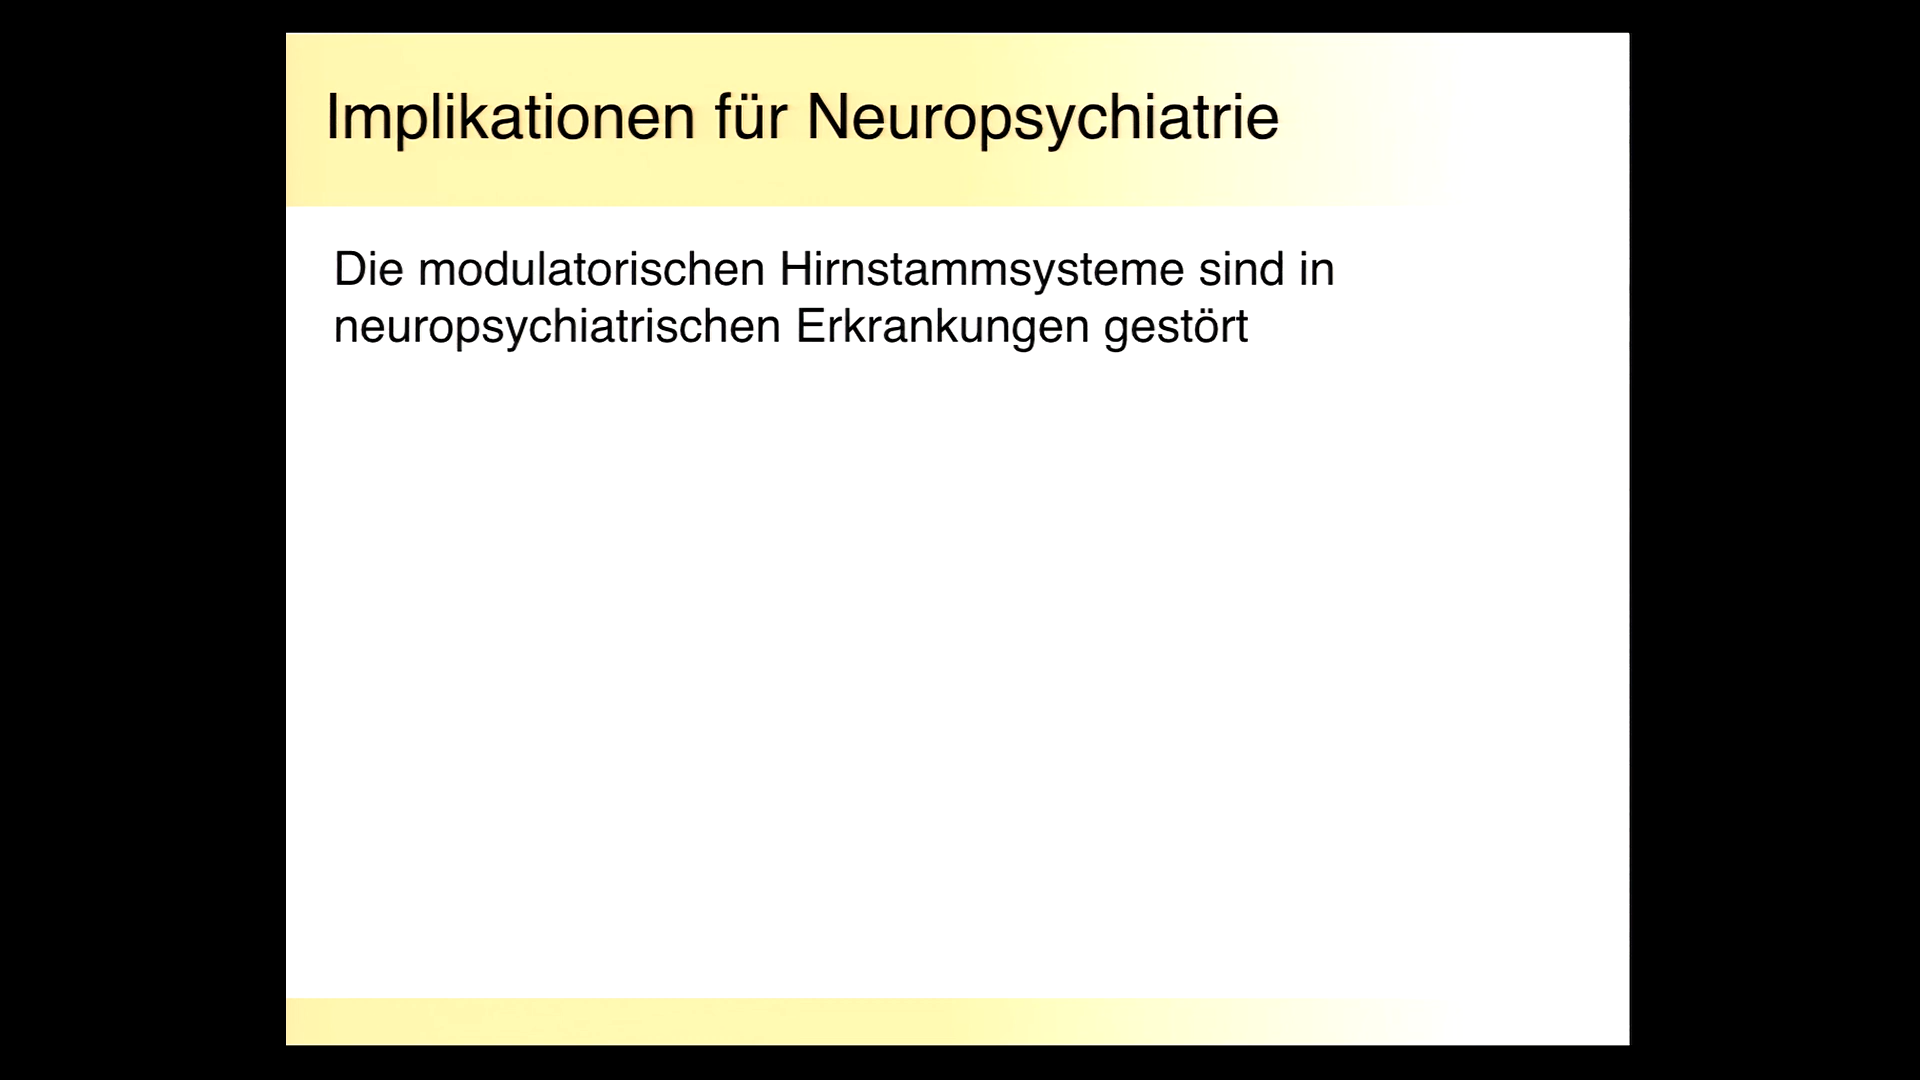 Implikationen für Neuropsychiatrie
Die modulatorischen Hirnstammsysteme sind in
neuropsychiatrischen Erkrankungen gestört